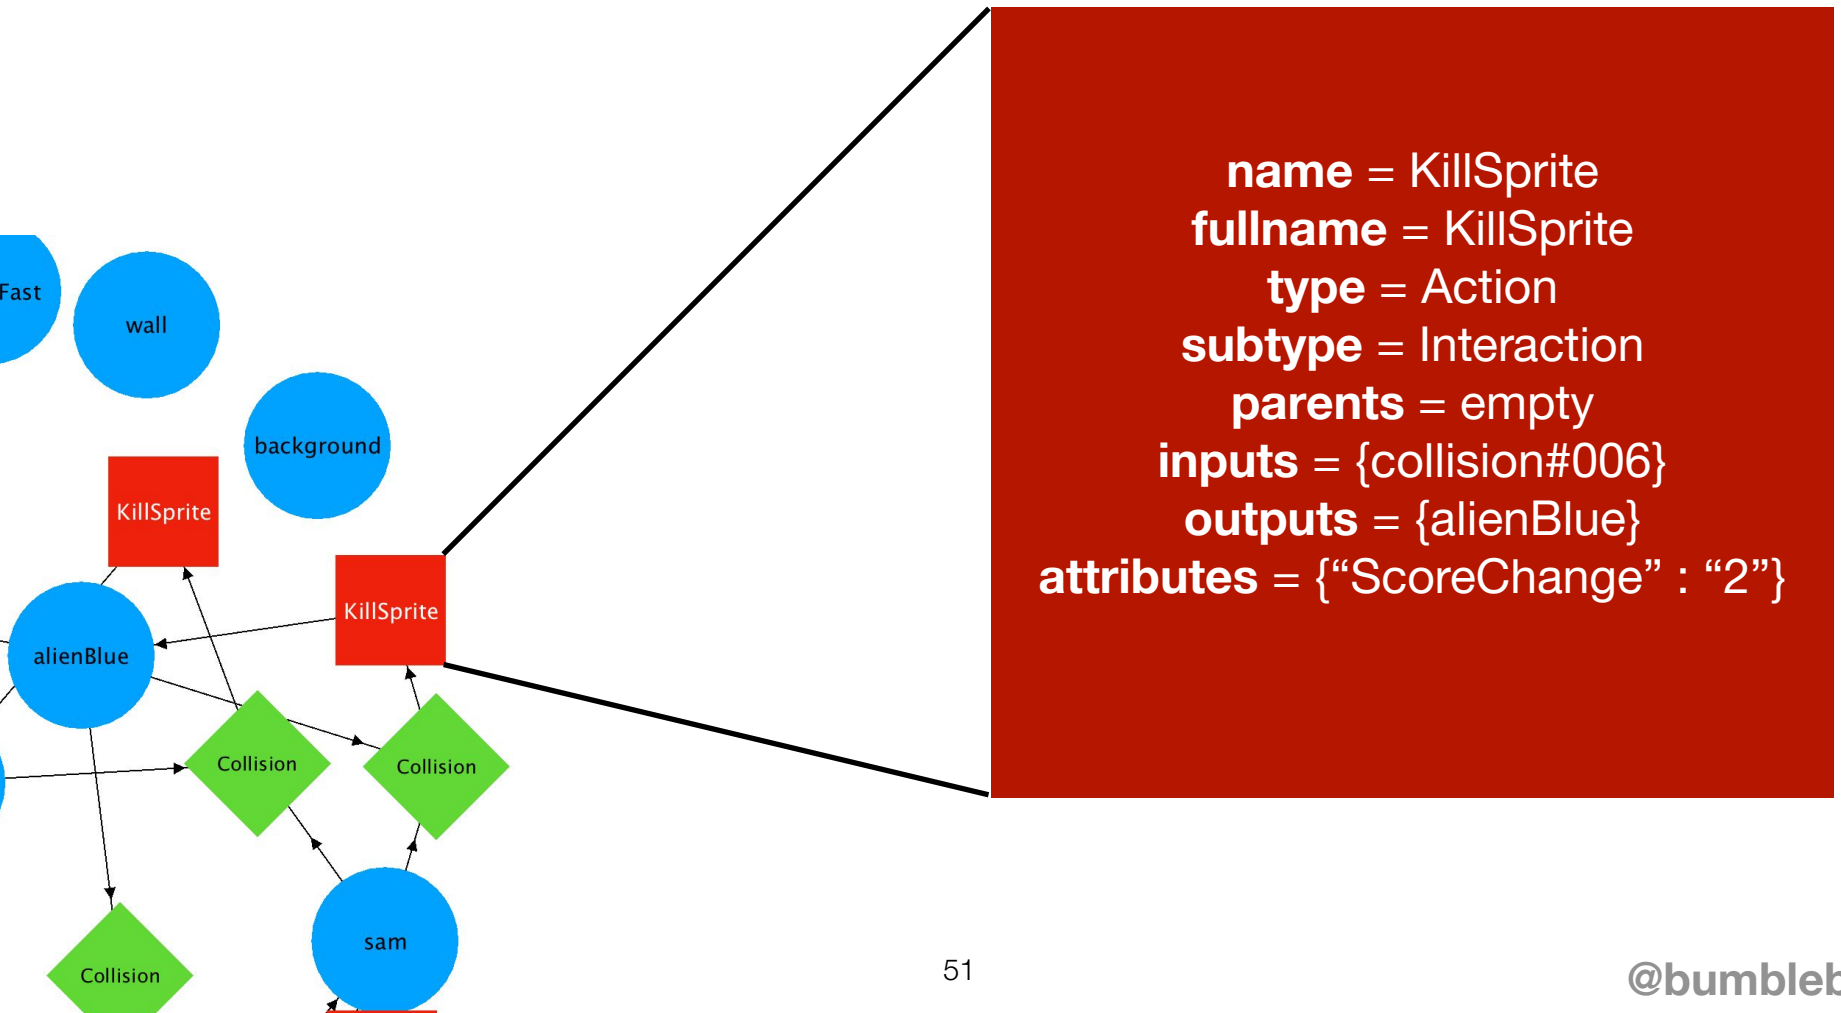 name = KillSprite
fullname = KillSprite
type = Action
subtype = Interaction
parents = empty
inputs = {collision#006}
outputs = {alienBlue}
attributes = {“ScoreChange” : “2”}
Fast
wall
background
KillSprite
KillSprite
alienBlue
Collision
Collision
sam
Collision
51
@bumbleb